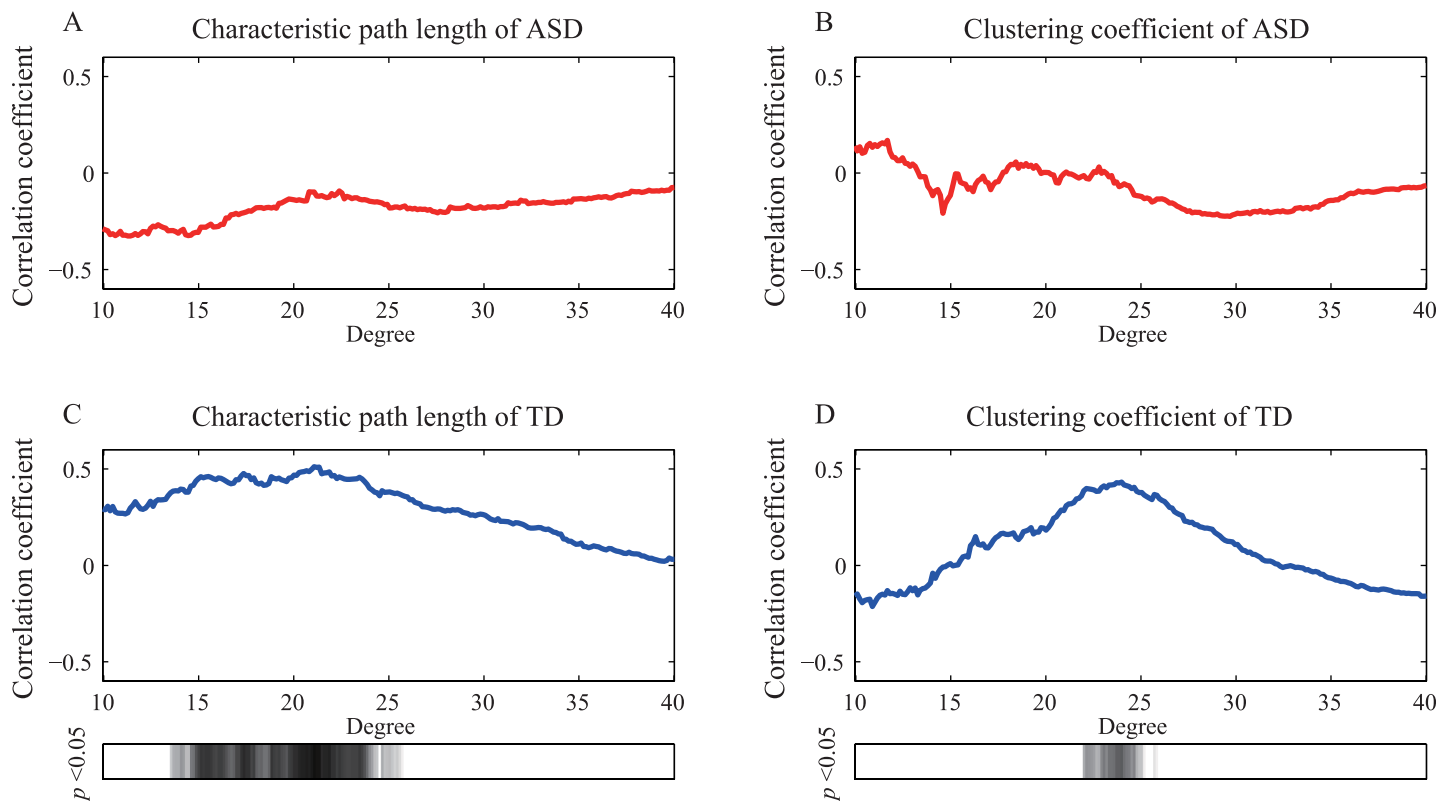 A
Characteristic path length of ASD
Correlation coefficient
0.5
0
−0.5
10 15 20 25 30 35 40
Degree
B
Clustering coefficient of ASD
Correlation coefficient
0.5
0
−0.5
10 15 20 25 30 35 40
Degree
C
Characteristic path length of TD
Correlation coefficient
0.5
0
−0.5
10 15 20 25 30 35 40
Degree
p <0.05
D
Clustering coefficient of TD
Correlation coefficient
0.5
0
−0.5
10 15 20 25 30 35 40
Degree
p <0.05